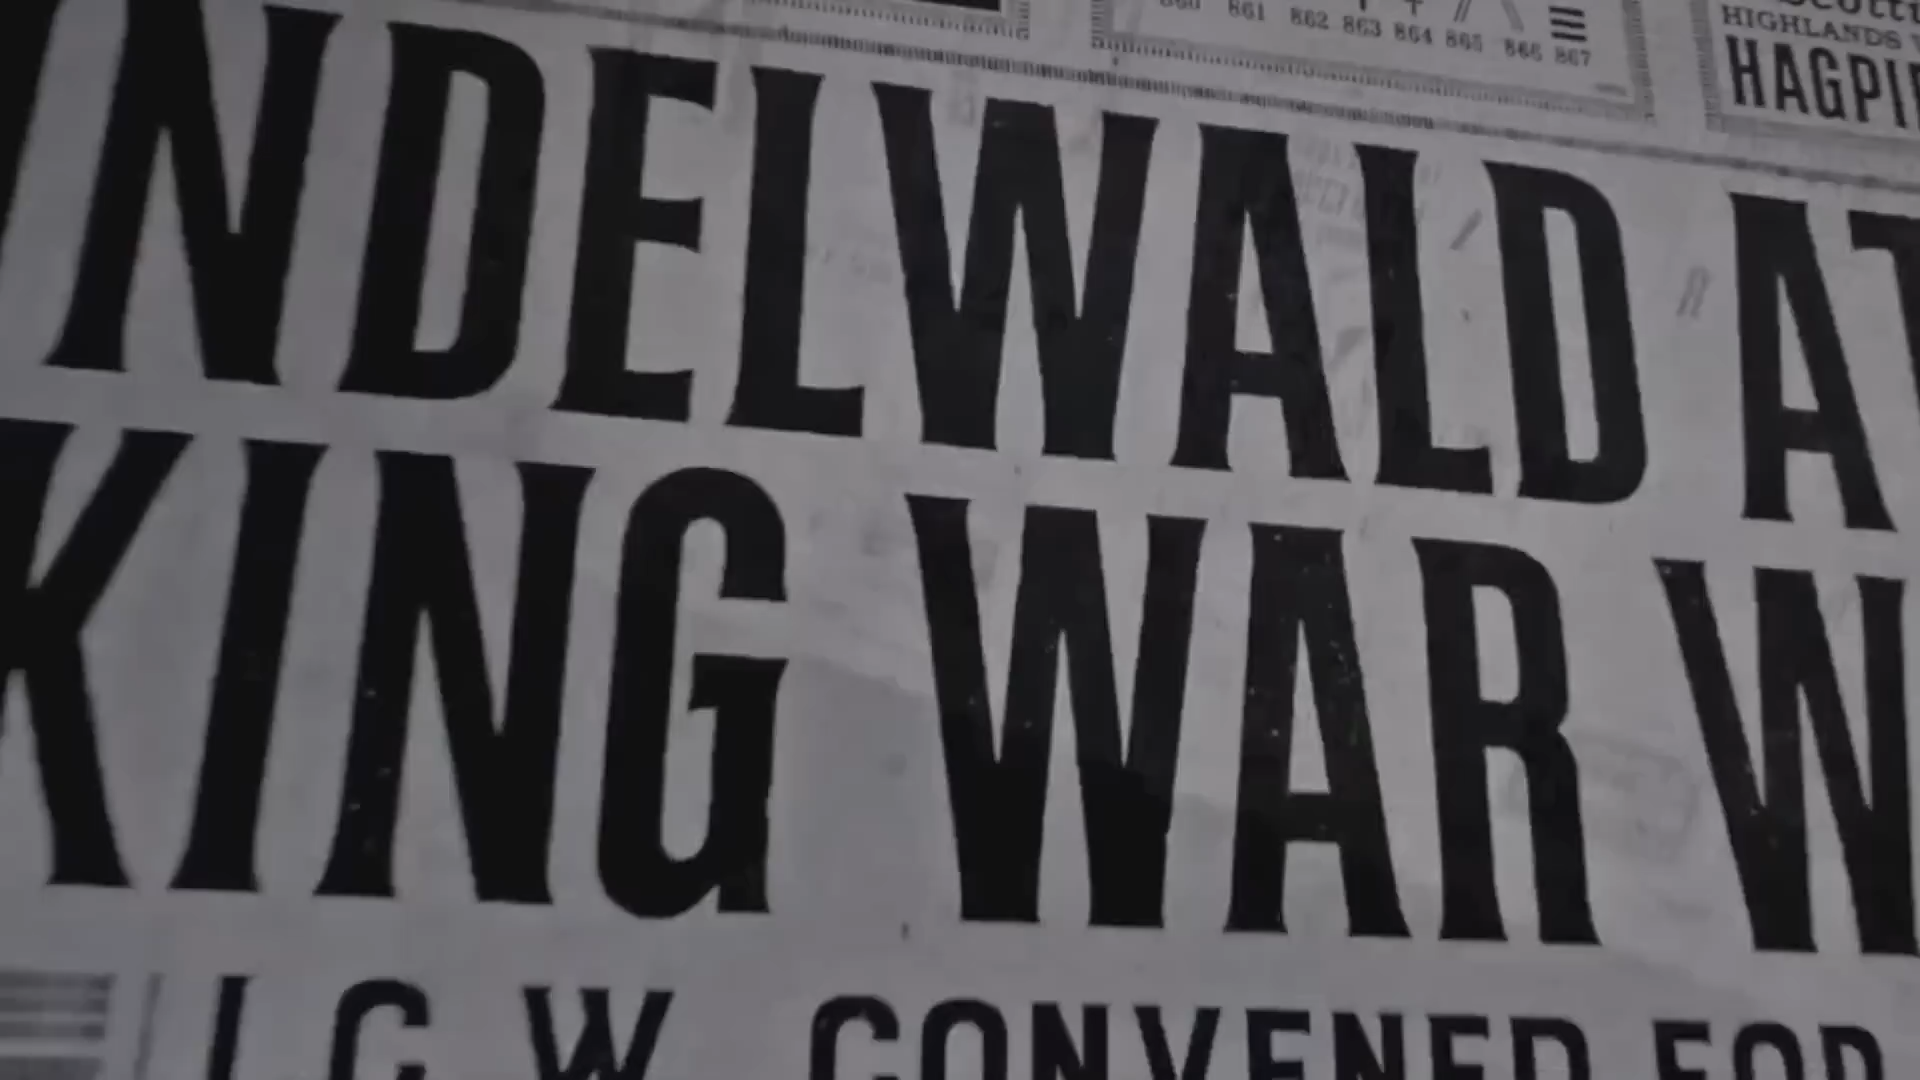 860 861 862 863 864 865 866 867
HIGHLANDS
HAGPI
NDELWALD AT
KING WAR W
I.C.W. CONVENED FOR